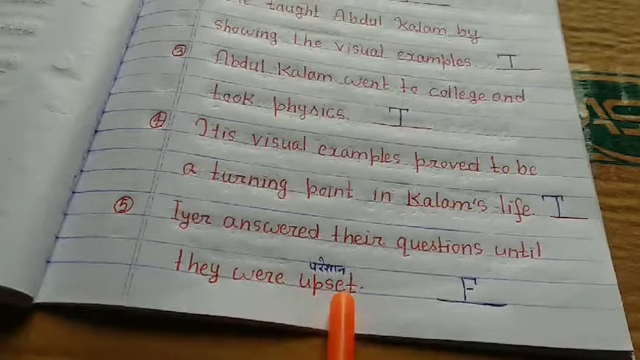 taught Abdul Kalam by
showing the visual examples. T
③ Abdul Kalam went to college and
took physics. T
④ His visual examples proved to be
a turning point in Kalam's life. T
⑤ Iyer answered their questions until
परेशान
they were upset. F